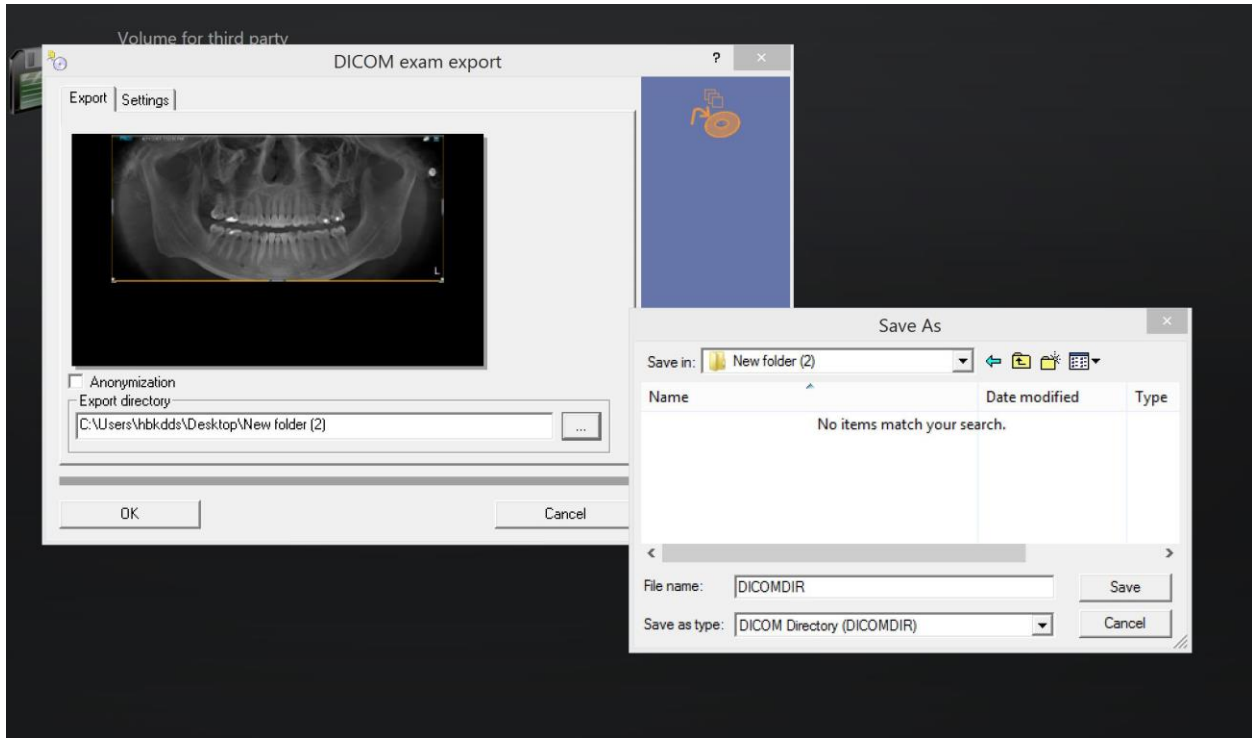 Volume for third party
DICOM exam export
?
Export
Settings
L
Anonymization
Export directory
C:\Users\hbkdds\Desktop\New folder (2)
...
OK
Cancel
Save As
Save in:
New folder (2)
Name
Date modified
Type
No items match your search.
File name:
DICOMDIR
Save
Save as type:
DICOM Directory (DICOMDIR)
Cancel